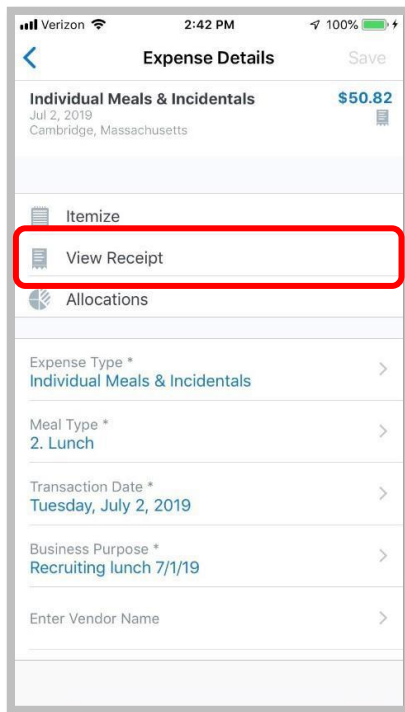 Verizon 2:42 PM 100%
Expense Details Save
Individual Meals & Incidentals $50.82
Jul 2, 2019
Cambridge, Massachusetts
Itemize
View Receipt
Allocations
Expense Type *
Individual Meals & Incidentals
Meal Type *
2. Lunch
Transaction Date *
Tuesday, July 2, 2019
Business Purpose *
Recruiting lunch 7/1/19
Enter Vendor Name